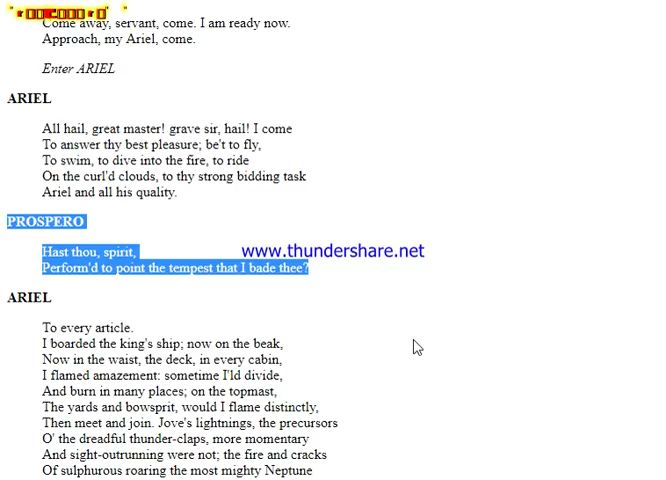 Come away, servant, come. I am ready now.
Approach, my Ariel, come.
Enter ARIEL
ARIEL
All hail, great master! grave sir, hail! I come
To answer thy best pleasure; be't to fly,
To swim, to dive into the fire, to ride
On the curl'd clouds, to thy strong bidding task
Ariel and all his quality.
PROSPERO
Hast thou, spirit,
www.thundershare.net
Perform'd to point the tempest that I bade thee?
ARIEL
To every article.
I boarded the king's ship; now on the beak,
Now in the waist, the deck, in every cabin,
I flamed amazement: sometime I'ld divide,
And burn in many places; on the topmast,
The yards and bowsprit, would I flame distinctly,
Then meet and join. Jove's lightnings, the precursors
O' the dreadful thunder-claps, more momentary
And sight-outrunning were not; the fire and cracks
Of sulphurous roaring the most mighty Neptune